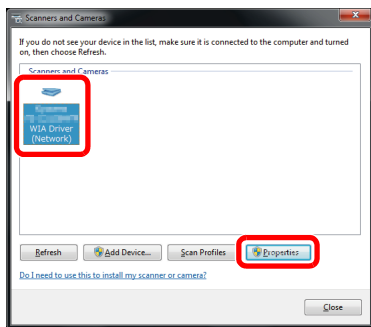 Scanners and Cameras
If you do not see your device in the list, make sure it is connected to the computer and turned
on, then choose Refresh.
Scanners and Cameras
WIA Driver
(Network)
Refresh
Add Device...
Scan Profiles
Properties
Do I need to use this to install my scanner or camera?
Close